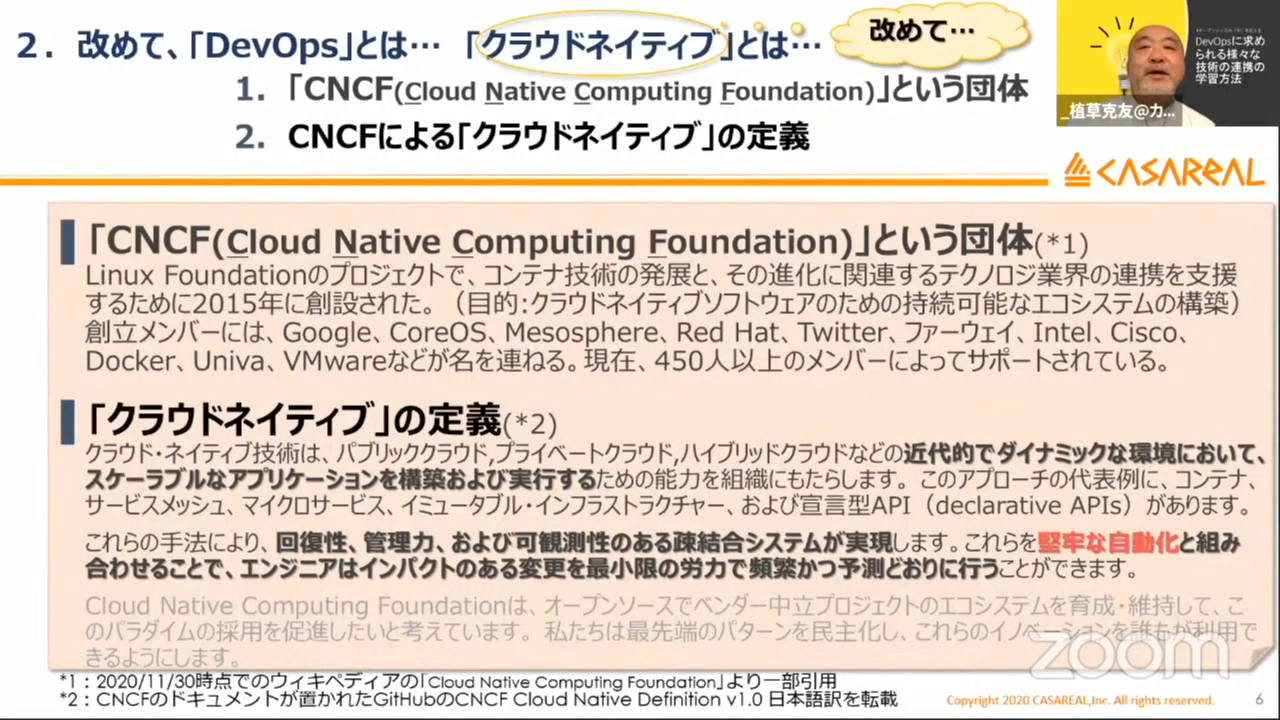 2．改めて、「DevOps」とは… 「クラウドネイティブ」とは…
改めて…
1. 「CNCF(Cloud Native Computing Foundation)」という団体
2. CNCFによる「クラウドネイティブ」の定義
DevOpsに求め
られる様々な
技術の連携の
学習方法
_植草克友@カ...
CASAREAL
「CNCF(Cloud Native Computing Foundation)」という団体(*1)
Linux Foundationのプロジェクトで、コンテナ技術の発展と、その進化に関連するテクノロジ業界の連携を支援
するために2015年に創設された。（目的:クラウドネイティブソフトウェアのための持続可能なエコシステムの構築）
創立メンバーには、Google、CoreOS、Mesosphere、Red Hat、Twitter、ファーウェイ、Intel、Cisco、
Docker、Univa、VMwareなどが名を連ねる。現在、450人以上のメンバーによってサポートされている。
「クラウドネイティブ」の定義(*2)
クラウド・ネイティブ技術は、パブリッククラウド,プライベートクラウド,ハイブリッドクラウドなどの近代的でダイナミックな環境において、
スケーラブルなアプリケーションを構築および実行するための能力を組織にもたらします。 このアプローチの代表例に、コンテナ、
サービスメッシュ、マイクロサービス、イミュータブル・インフラストラクチャー、および宣言型API（declarative APIs）があります。
これらの手法により、回復性、管理力、および可観測性のある疎結合システムが実現します。これらを堅牢な自動化と組み
合わせることで、エンジニアはインパクトのある変更を最小限の労力で頻繁かつ予測どおりに行うことができます。
Cloud Native Computing Foundationは、オープンソースでベンダー中立プロジェクトのエコシステムを育成・維持して、こ
のパラダイムの採用を促進したいと考えています。 私たちは最先端のパターンを民主化し、これらのイノベーションを誰もが利用で
きるようにします。
zoom
*1：2020/11/30時点でのウィキペディアの「Cloud Native Computing Foundation」より一部引用
*2：CNCFのドキュメントが置かれたGitHubのCNCF Cloud Native Definition v1.0 日本語訳を転載
Copyright 2020 CASAREAL,Inc. All rights reserved.
6